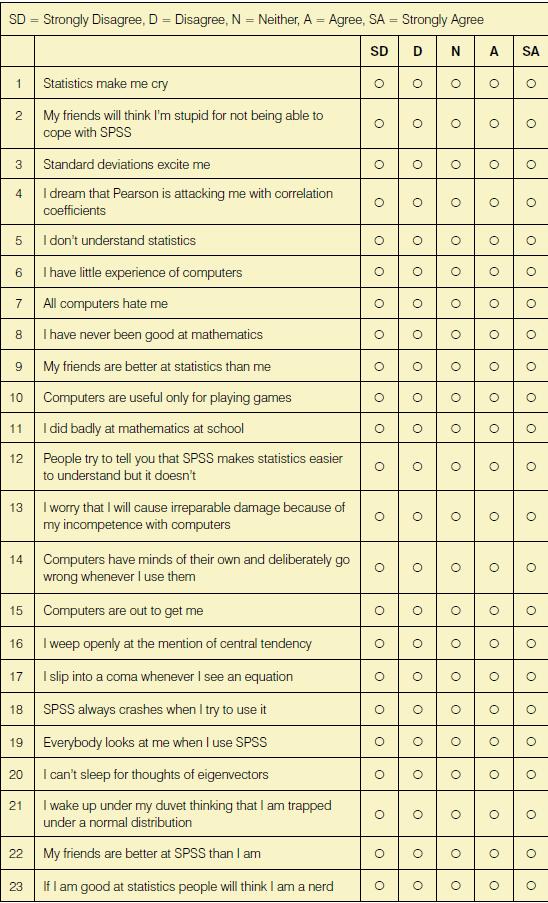 SD = Strongly Disagree, D = Disagree, N = Neither, A = Agree, SA = Strongly Agree
SD D N A SA
1 Statistics make me cry
2 My friends will think I'm stupid for not being able to
cope with SPSS
3 Standard deviations excite me
4 I dream that Pearson is attacking me with correlation
coefficients
5 I don't understand statistics
6 I have little experience of computers
7 All computers hate me
8 I have never been good at mathematics
9 My friends are better at statistics than me
10 Computers are useful only for playing games
11 I did badly at mathematics at school
12 People try to tell you that SPSS makes statistics easier
to understand but it doesn't
13 I worry that I will cause irreparable damage because of
my incompetence with computers
14 Computers have minds of their own and deliberately go
wrong whenever I use them
15 Computers are out to get me
16 I weep openly at the mention of central tendency
17 I slip into a coma whenever I see an equation
18 SPSS always crashes when I try to use it
19 Everybody looks at me when I use SPSS
20 I can't sleep for thoughts of eigenvectors
21 I wake up under my duvet thinking that I am trapped
under a normal distribution
22 My friends are better at SPSS than I am
23 If I am good at statistics people will think I am a nerd